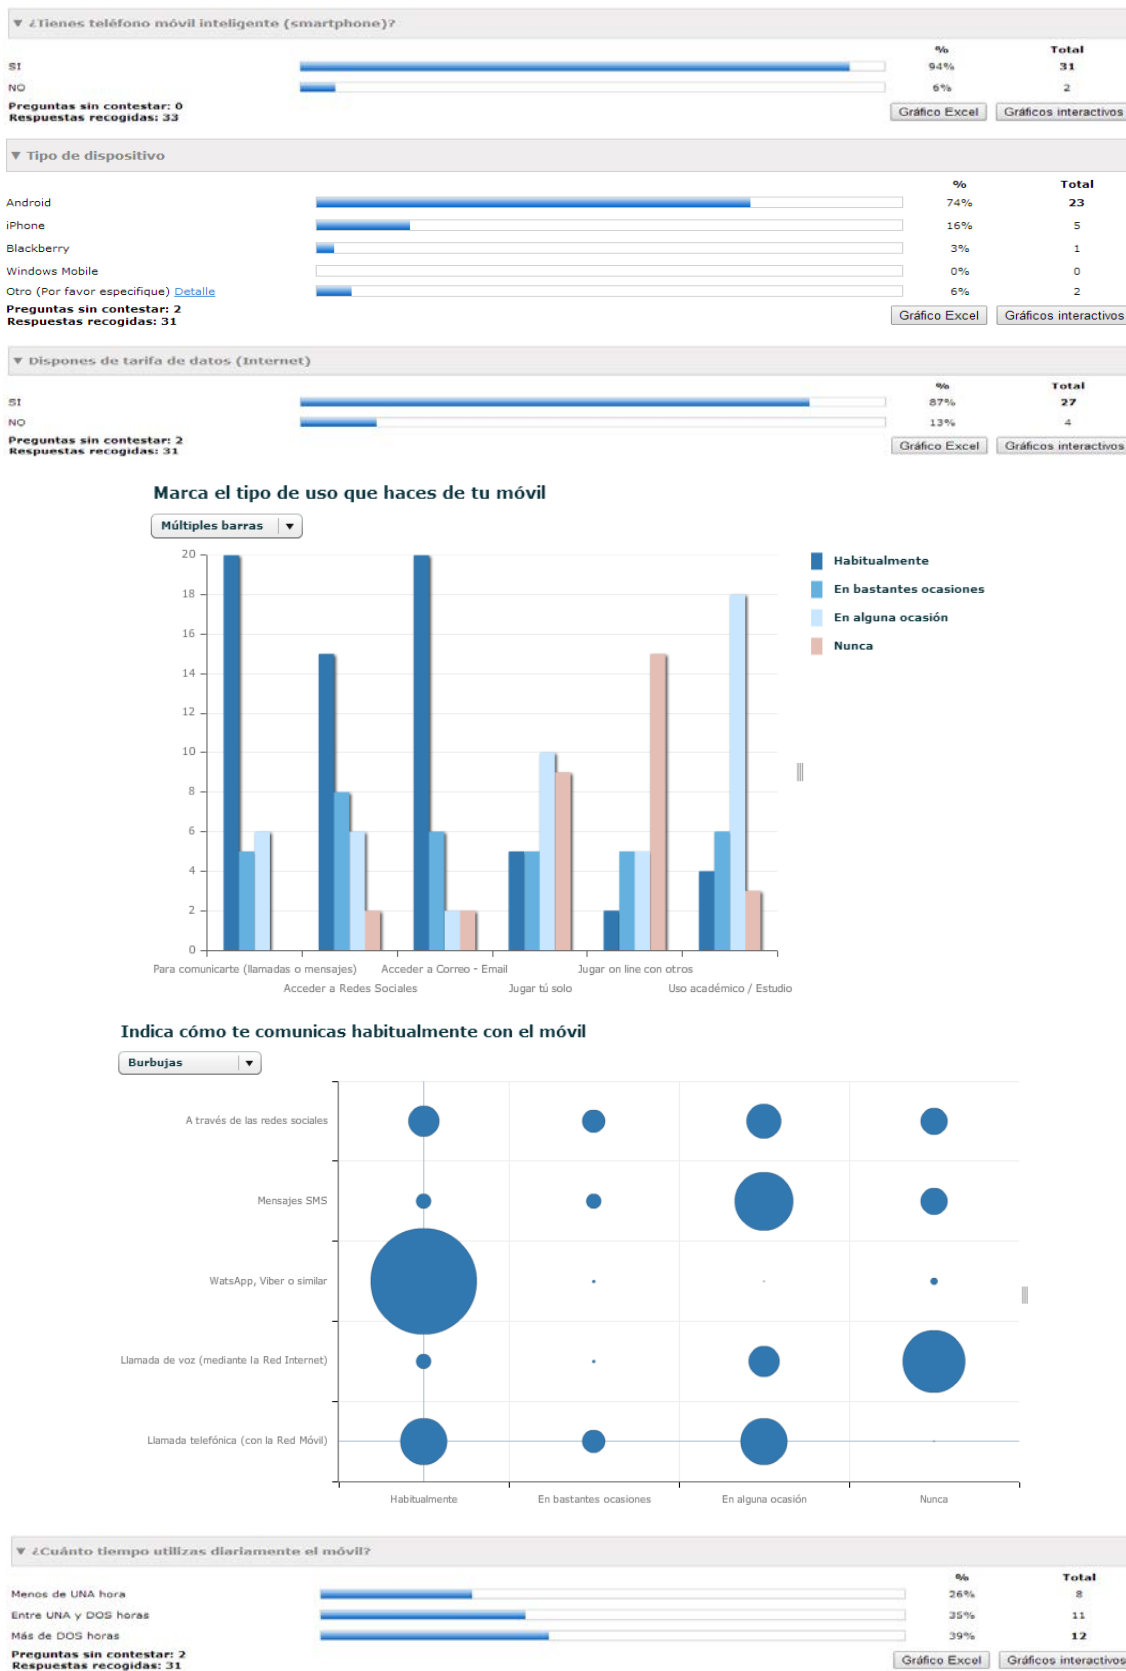 ▼ ¿Tienes teléfono móvil inteligente (smartphone)?
% Total
SI 94% 31
NO 6% 2
Preguntas sin contestar: 0
Respuestas recogidas: 33
Gráfico Excel Gráficos interactivos
▼ Tipo de dispositivo
% Total
Android 74% 23
iPhone 16% 5
Blackberry 3% 1
Windows Mobile 0% 0
Otro (Por favor especifique) Detalle 6% 2
Preguntas sin contestar: 2
Respuestas recogidas: 31
Gráfico Excel Gráficos interactivos
▼ Dispones de tarifa de datos (Internet)
% Total
SI 87% 27
NO 13% 4
Preguntas sin contestar: 2
Respuestas recogidas: 31
Gráfico Excel Gráficos interactivos
Marca el tipo de uso que haces de tu móvil
Múltiples barras ▼
20
18
16
14
12
10
8
6
4
2
0
Habitualmente
En bastantes ocasiones
En alguna ocasión
Nunca
Para comunicarte (llamadas o mensajes) Acceder a Correo - Email Jugar on line con otros
Acceder a Redes Sociales Jugar tú solo Uso académico / Estudio
Indica cómo te comunicas habitualmente con el móvil
Burbujas ▼
A través de las redes sociales
Mensajes SMS
WatsApp, Viber o similar
Llamada de voz (mediante la Red Internet)
Llamada telefónica (con la Red Móvil)
Habitualmente En bastantes ocasiones En alguna ocasión Nunca
▼ ¿Cuánto tiempo utilizas diariamente el móvil?
% Total
Menos de UNA hora 26% 8
Entre UNA y DOS horas 35% 11
Más de DOS horas 39% 12
Preguntas sin contestar: 2
Respuestas recogidas: 31
Gráfico Excel Gráficos interactivos